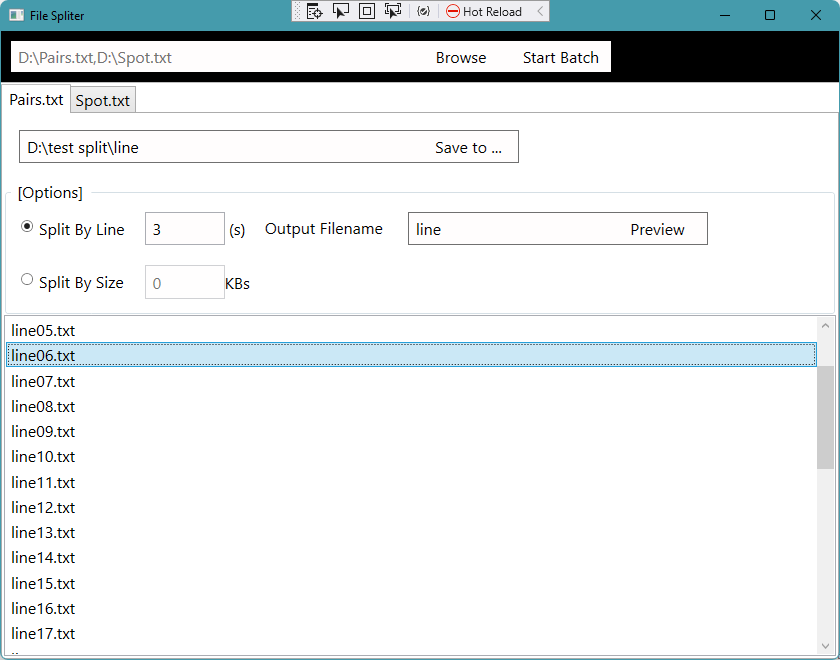 File Spliter
Hot Reload
D:\Pairs.txt,D:\Spot.txt Browse Start Batch
Pairs.txt Spot.txt
D:\test split\line Save to ...
[Options]
Split By Line 3 (s) Output Filename line Preview
Split By Size 0 KBs
line05.txt
line06.txt
line07.txt
line08.txt
line09.txt
line10.txt
line11.txt
line12.txt
line13.txt
line14.txt
line15.txt
line16.txt
line17.txt